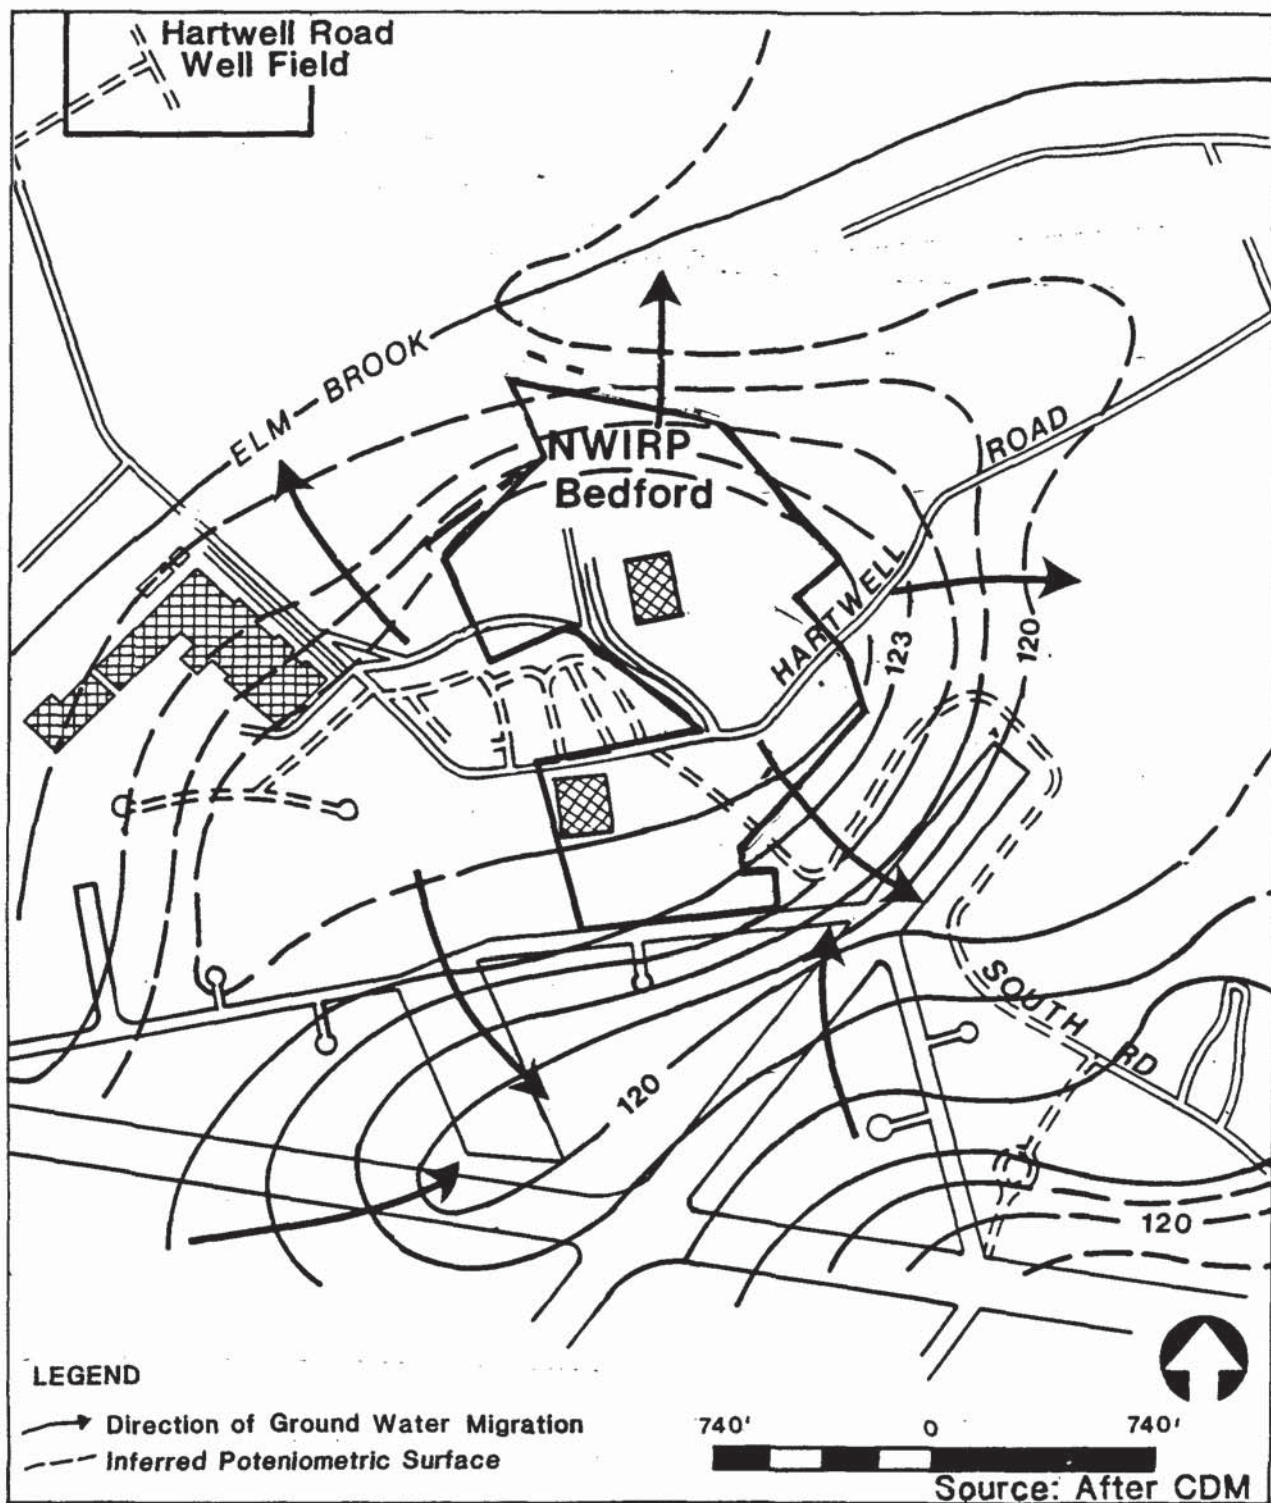 Hartwell Road
Well Field
ELM BROOK
NWIRP
Bedford
HARTWELL ROAD
123
120
SOUTH RD
120
120
LEGEND
Direction of Ground Water Migration
Inferred Poteniometric Surface
740' 0 740'
Source: After CDM